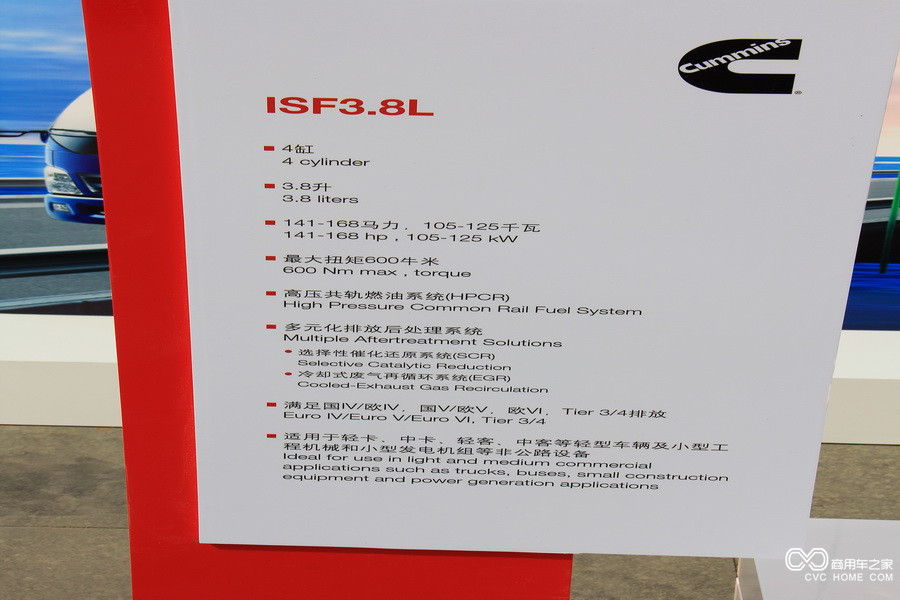 Cummins
ISF3.8L
4缸
4 cylinder
3.8升
3.8 liters
141-168马力，105-125千瓦
141-168 hp , 105-125 kW
最大扭矩600牛米
600 Nm max , torque
高压共轨燃油系统(HPCR)
High Pressure Common Rail Fuel System
多元化排放后处理系统
Multiple Aftertreatment Solutions
选择性催化还原系统(SCR)
Selective Catalytic Reduction
冷却式废气再循环系统(EGR)
Cooled-Exhaust Gas Recirculation
满足国IV/欧IV、国V/欧V、欧VI、Tier 3/4排放
Euro IV/Euro V/Euro VI, Tier 3/4
适用于轻卡、中卡、轻客、中客等轻型车辆及小型工
程机械和小型发电机组等非公路设备
Ideal for use in light and medium commercial
applications such as trucks, buses, small construction
equipment and power generation applications
商用车之家
CVC HOME COM